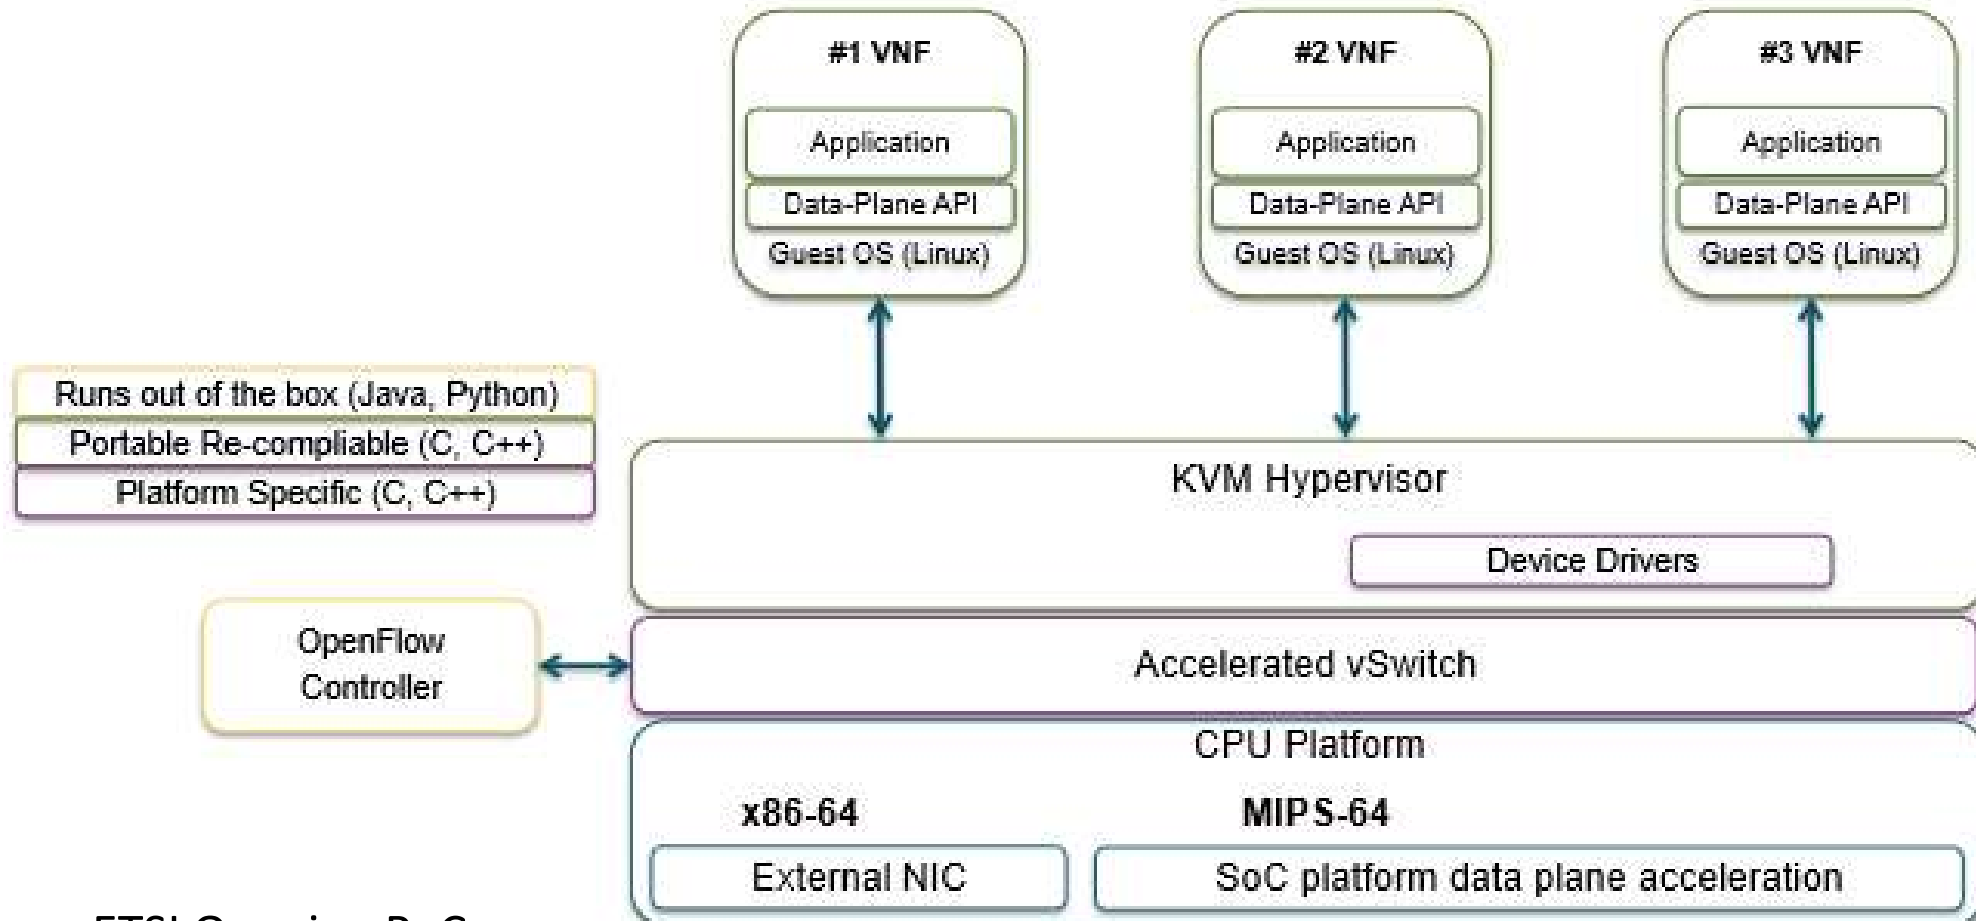 #1 VNF
Application
Data-Plane API
Guest OS (Linux)
#2 VNF
Application
Data-Plane API
Guest OS (Linux)
#3 VNF
Application
Data-Plane API
Guest OS (Linux)
Runs out of the box (Java, Python)
Portable Re-compliable (C, C++)
Platform Specific (C, C++)
KVM Hypervisor
Device Drivers
OpenFlow
Controller
Accelerated vSwitch
CPU Platform
x86-64
MIPS-64
External NIC
SoC platform data plane acceleration